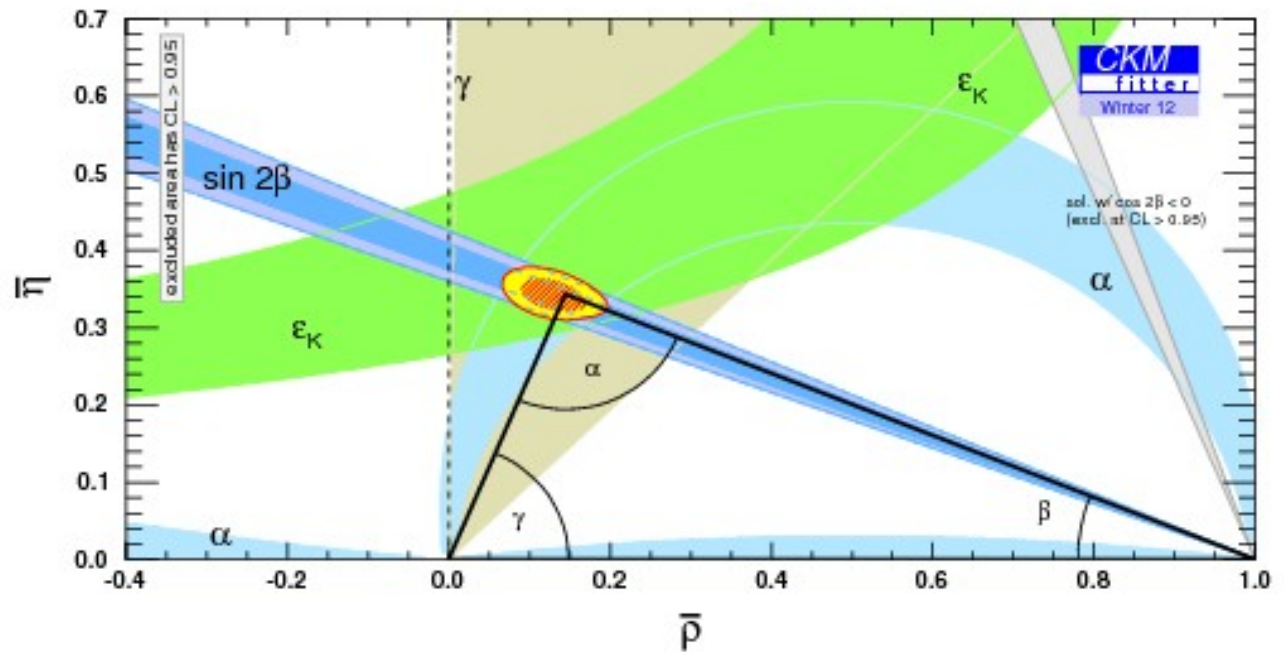 0.7
0.6
0.5
0.4
0.3
0.2
0.1
0.0
η̅
excluded area has CL > 0.95
γ
ε_K
CKM
fitter
Winter 12
sin 2β
sol. w/ cos 2β < 0
(excl. at CL > 0.95)
α
ε_K
α
α
γ
β
-0.4 -0.2 0.0 0.2 0.4 0.6 0.8 1.0
ρ̅